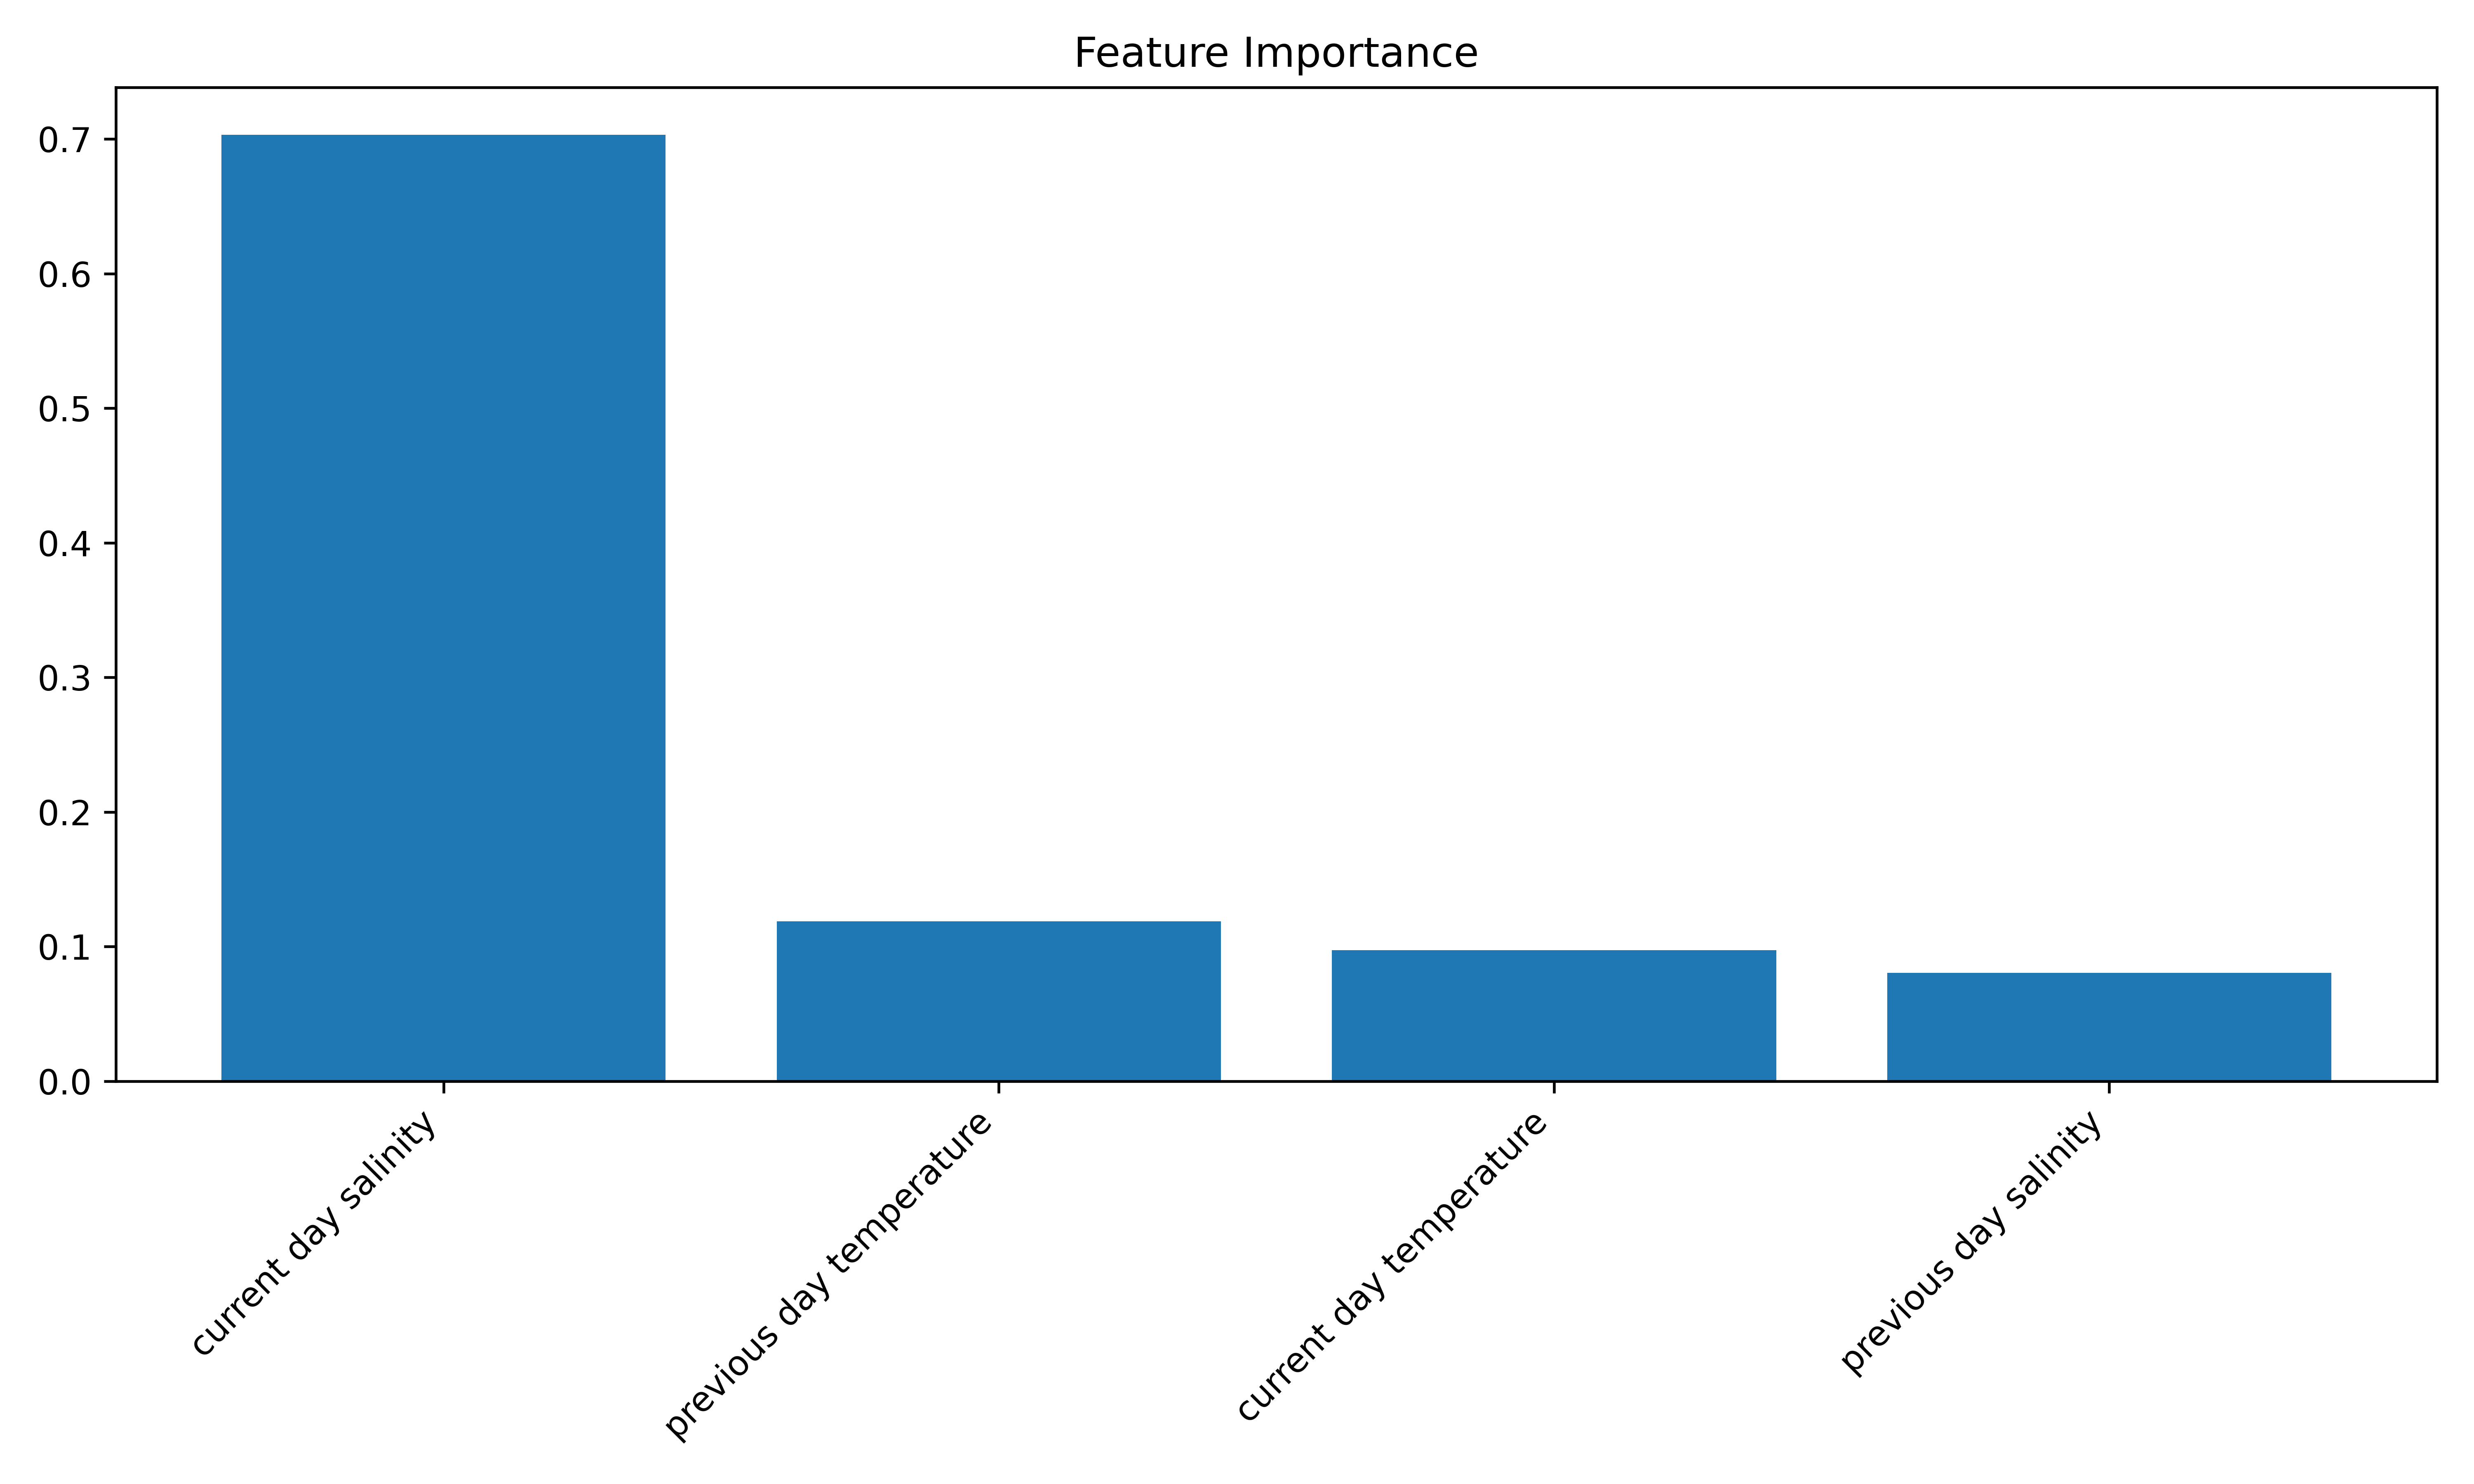 Feature Importance
0.7
0.6
0.5
0.4
0.3
0.2
0.1
0.0
current day salinity
previous day temperature
current day temperature
previous day salinity